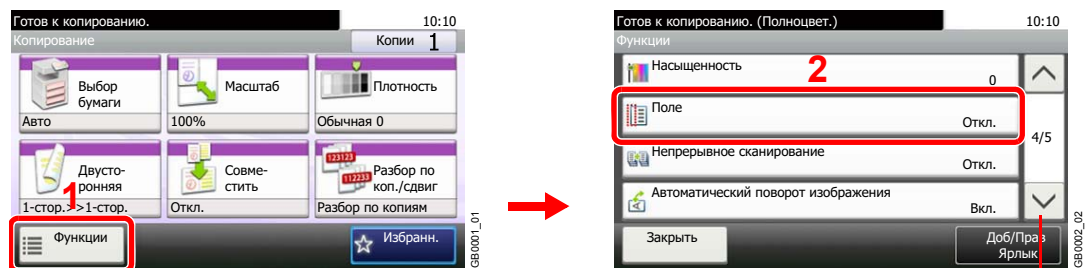 Готов к копированию. 10:10
Копирование Копии 1
Выбор
бумаги
Авто
Масштаб
100%
Плотность
Обычная 0
Двусто-
ронняя
1-стор.>>1-стор.
Совме-
стить
Откл.
123123
112233
Разбор по
коп./сдвиг
Разбор по копиям
1
Функции
Избранн.
GB0001_01
Готов к копированию. (Полноцвет.) 10:10
Функции
Насыщенность 0
2
Поле
Откл.
4/5
Непрерывное сканирование
Откл.
Автоматический поворот изображения
Вкл.
Закрыть
Доб/Прав
Ярлык
GB0002_02